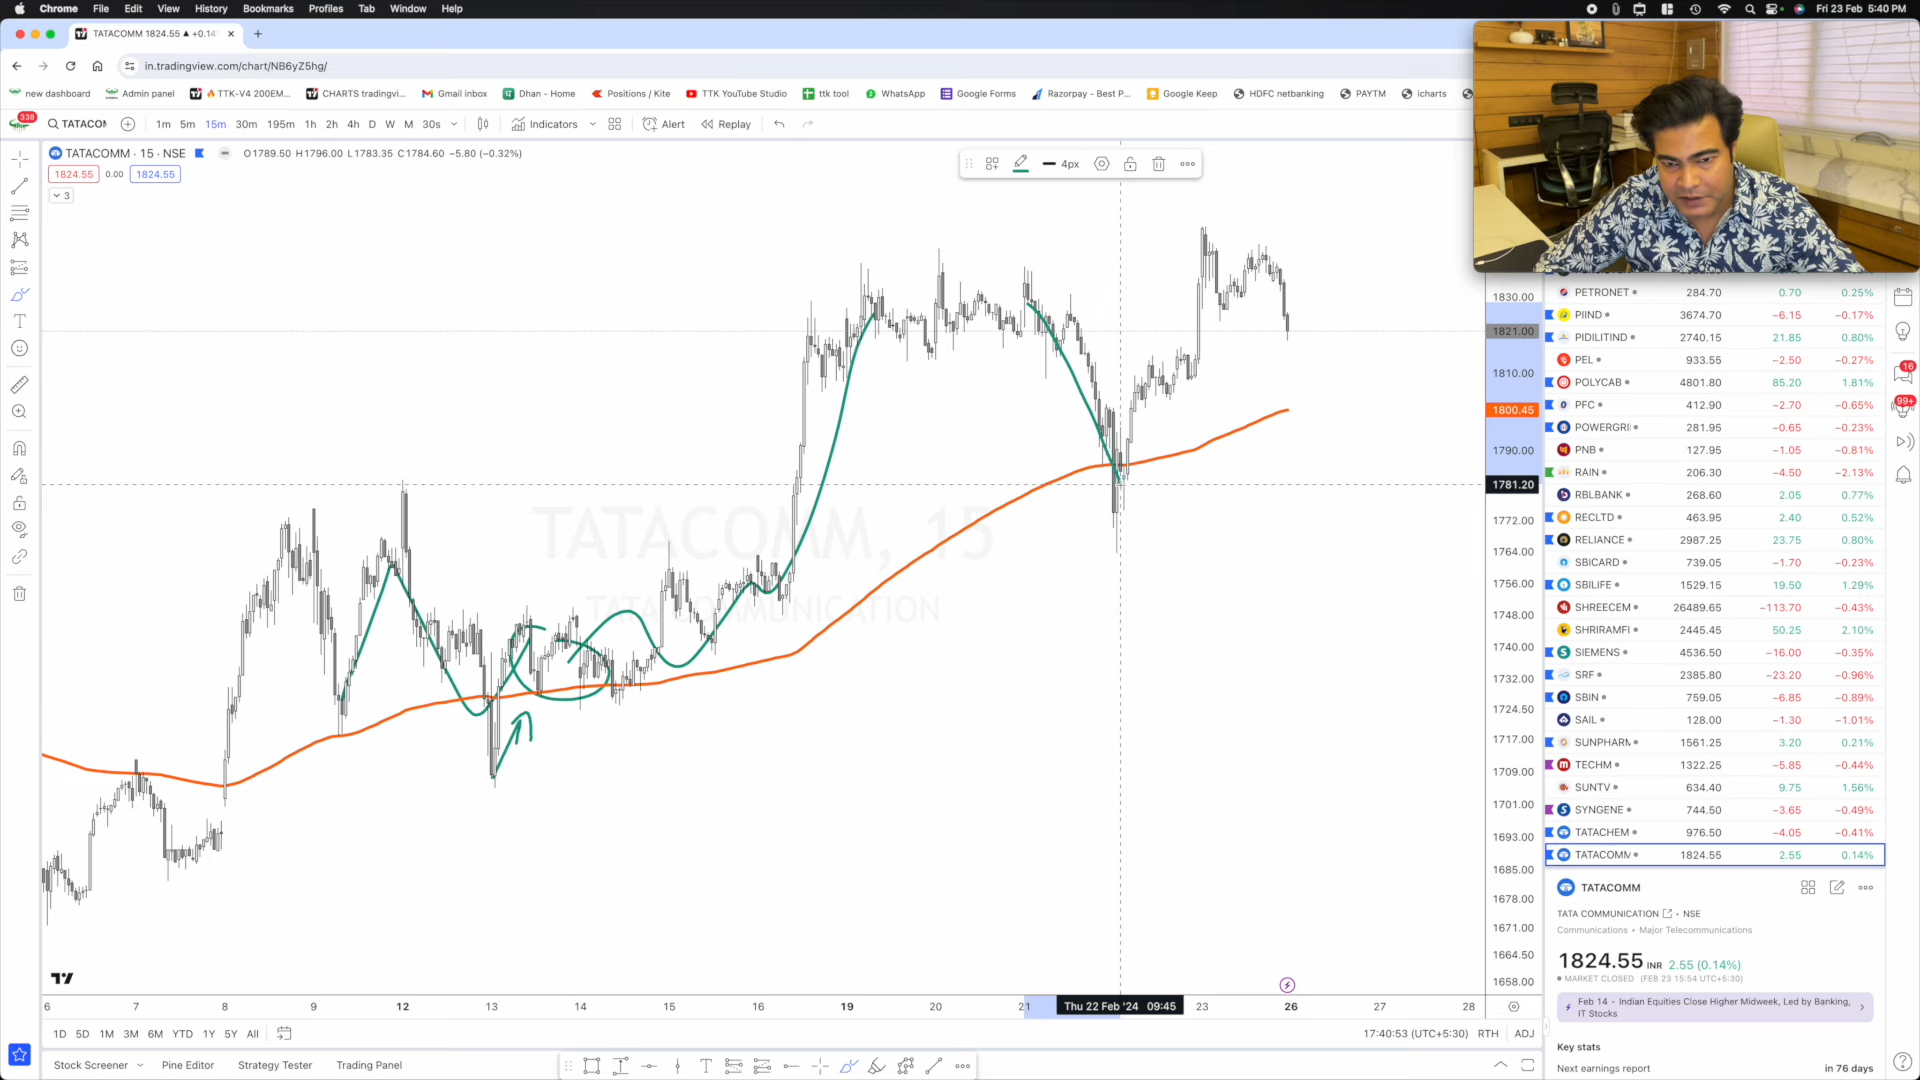 Chrome File Edit View History Bookmarks Profiles Tab Window Help Fri 23 Feb 5:40 PM
TATACOMM 1824.55 ▲ +0.14
in.tradingview.com/chart/NB6yZ5hg/
new dashboard Admin panel TTK-V4 200EM... CHARTS tradingvi... Gmail inbox Dhan - Home Positions / Kite TTK YouTube Studio ttk tool WhatsApp Google Forms Razorpay - Best P... Google Keep HDFC netbanking PAYTM icharts
338 TATACOM 1m 5m 15m 30m 195m 1h 2h 4h D W M 30s Indicators Alert Replay
TATACOMM · 15 · NSE O1789.50 H1796.00 L1783.35 C1784.60 −5.80 (−0.32%)
4px
1824.55 0.00 1824.55
3
TATACOMM, 15
TATA COMMUNICATION
1830.00
1821.00
1810.00
1800.45
1790.00
1781.20
1772.00
1764.00
1756.00
1748.00
1740.00
1732.00
1724.50
1717.00
1709.00
1701.00
1693.00
1685.00
1678.00
1671.00
1664.50
1658.00
6 7 8 9 12 13 14 15 16 19 20 21 Thu 22 Feb '24 09:45 23 26 27 28
1D 5D 1M 3M 6M YTD 1Y 5Y All 17:40:53 (UTC+5:30) RTH ADJ
Stock Screener Pine Editor Strategy Tester Trading Panel
PETRONET 284.70 0.70 0.25%
PIIND 3674.70 −6.15 −0.17%
PIDILITIND 2740.15 21.85 0.80%
PEL 933.55 −2.50 −0.27%
POLYCAB 4801.80 85.20 1.81%
PFC 412.90 −2.70 −0.65%
POWERGRI 281.95 −0.65 −0.23%
PNB 127.95 −1.05 −0.81%
RAIN 206.30 −4.50 −2.13%
RBLBANK 268.60 2.05 0.77%
RECLTD 463.95 2.40 0.52%
RELIANCE 2987.25 23.75 0.80%
SBICARD 739.05 −1.70 −0.23%
SBILIFE 1529.15 19.50 1.29%
SHREECEM 26489.65 −113.70 −0.43%
SHRIRAMFI 2445.45 50.25 2.10%
SIEMENS 4536.50 −16.00 −0.35%
SRF 2385.80 −23.20 −0.96%
SBIN 759.05 −6.85 −0.89%
SAIL 128.00 −1.30 −1.01%
SUNPHARM 1561.25 3.20 0.21%
TECHM 1322.25 −5.85 −0.44%
SUNTV 634.40 9.75 1.56%
SYNGENE 744.50 −3.65 −0.49%
TATACHEM 976.50 −4.05 −0.41%
TATACOMM 1824.55 2.55 0.14%
16
99+
TATACOMM
TATA COMMUNICATION • NSE
Communications • Major Telecommunications
1824.55 INR 2.55 (0.14%)
MARKET CLOSED (FEB 23 15:54 UTC+5:30)
Feb 14 • Indian Equities Close Higher Midweek, Led by Banking,
IT Stocks
Key stats
Next earnings report in 76 days